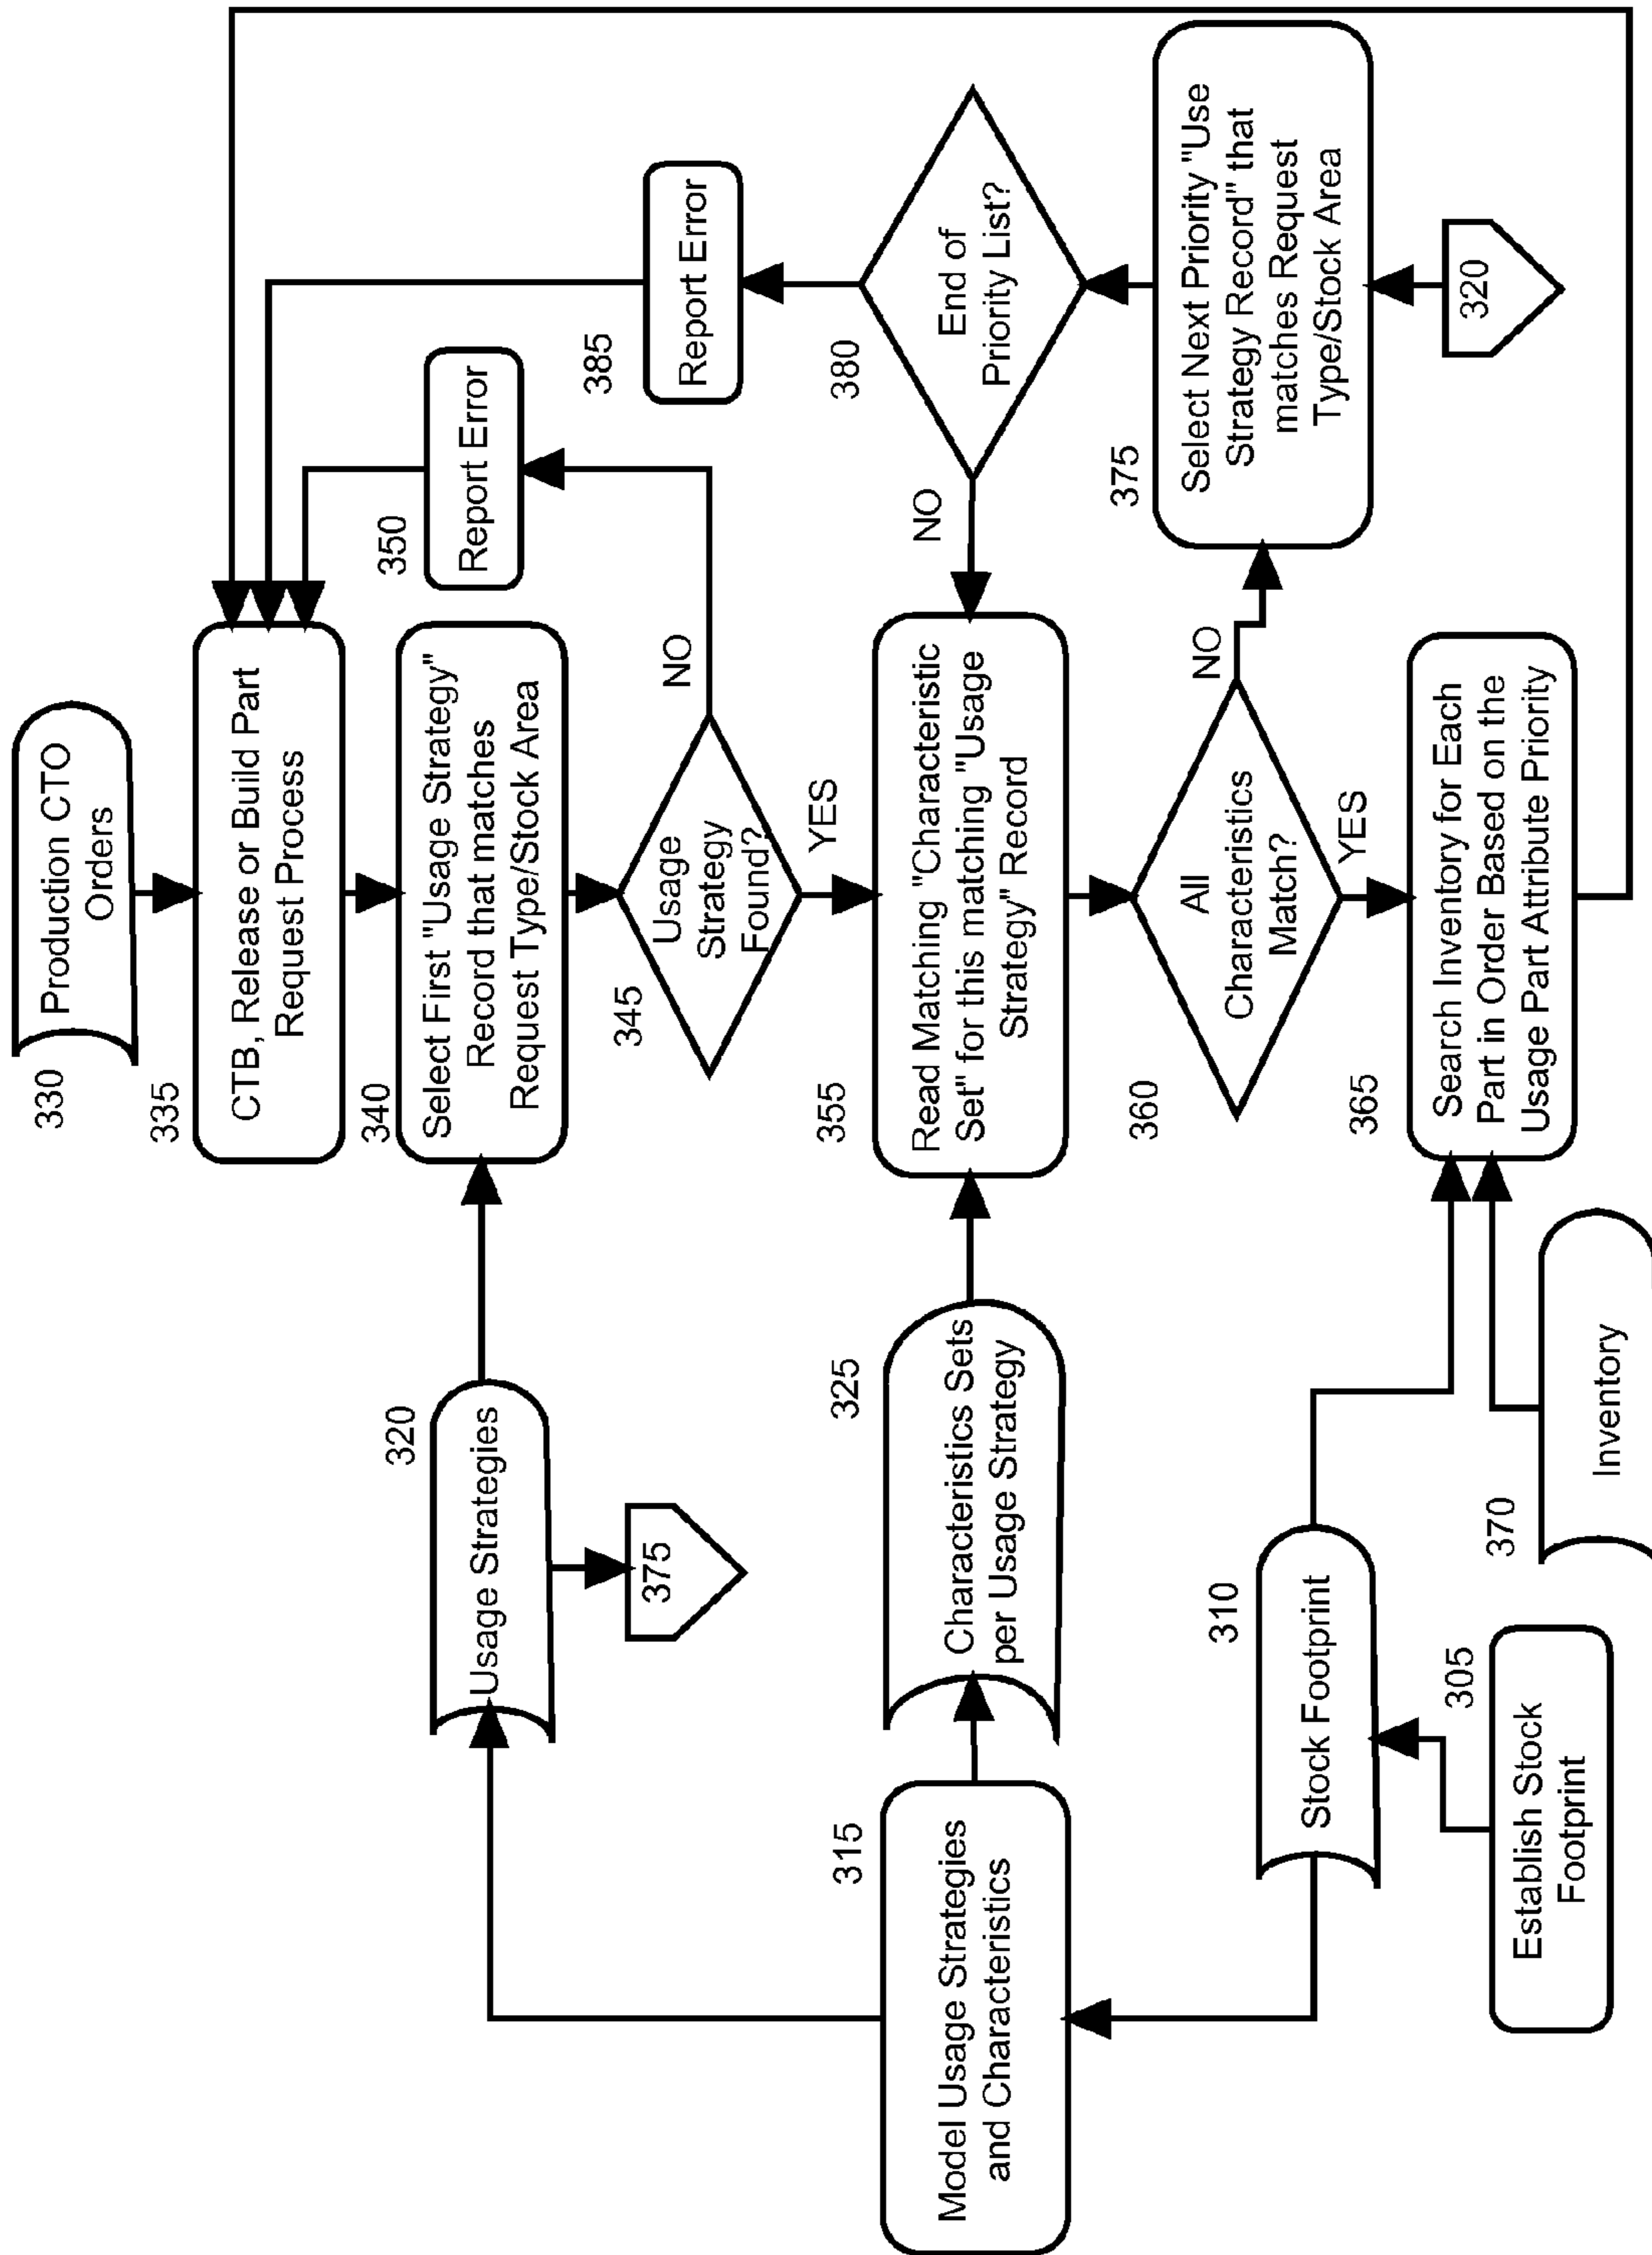 330
Production CTO
Orders
335
CTB, Release or Build Part
Request Process
340
Select First "Usage Strategy"
Record that matches
Request Type/Stock Area
320
Usage Strategies
375
345
Usage
Strategy
Found?
NO
YES
350
Report Error
385
Report Error
380
End of
Priority List?
NO
315
Model Usage Strategies
and Characteristics
325
Characteristics Sets
per Usage Strategy
355
Read Matching "Characteristic
Set" for this matching "Usage
Strategy" Record
360
All
Characteristics
Match?
NO
YES
375
Select Next Priority "Use
Strategy Record" that
matches Request
Type/Stock Area
320
310
Stock Footprint
305
Establish Stock
Footprint
365
Search Inventory for Each
Part in Order Based on the
Usage Part Attribute Priority
370
Inventory